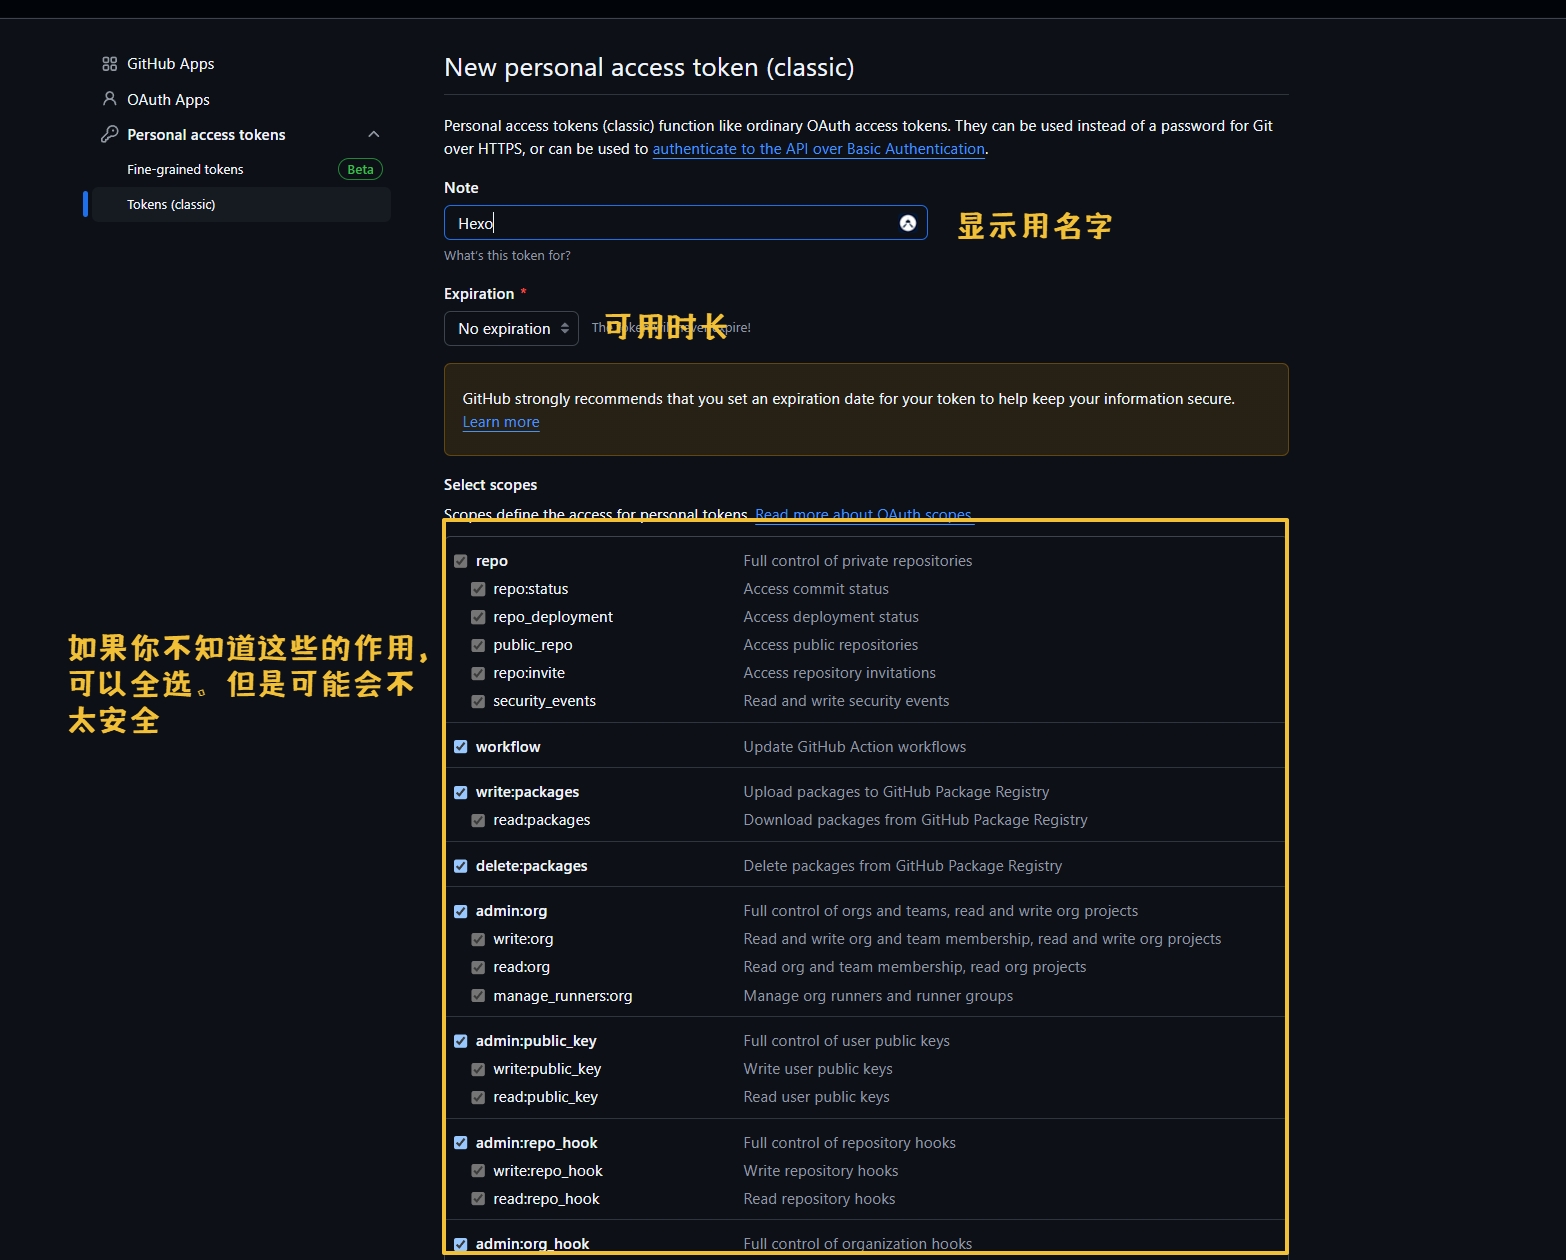 GitHub Apps
OAuth Apps
Personal access tokens
Fine-grained tokens Beta
Tokens (classic)
New personal access token (classic)
Personal access tokens (classic) function like ordinary OAuth access tokens. They can be used instead of a password for Git
over HTTPS, or can be used to authenticate to the API over Basic Authentication.
Note
Hexo
显示用名字
What's this token for?
Expiration *
No expiration
The token will never expire!
可用时长
GitHub strongly recommends that you set an expiration date for your token to help keep your information secure.
Learn more
Select scopes
Scopes define the access for personal tokens. Read more about OAuth scopes.
repo Full control of private repositories
repo:status Access commit status
repo_deployment Access deployment status
public_repo Access public repositories
repo:invite Access repository invitations
security_events Read and write security events
如果你不知道这些的作用,
可以全选。但是可能会不
太安全
workflow Update GitHub Action workflows
write:packages Upload packages to GitHub Package Registry
read:packages Download packages from GitHub Package Registry
delete:packages Delete packages from GitHub Package Registry
admin:org Full control of orgs and teams, read and write org projects
write:org Read and write org and team membership, read and write org projects
read:org Read org and team membership, read org projects
manage_runners:org Manage org runners and runner groups
admin:public_key Full control of user public keys
write:public_key Write user public keys
read:public_key Read user public keys
admin:repo_hook Full control of repository hooks
write:repo_hook Write repository hooks
read:repo_hook Read repository hooks
admin:org_hook Full control of organization hooks